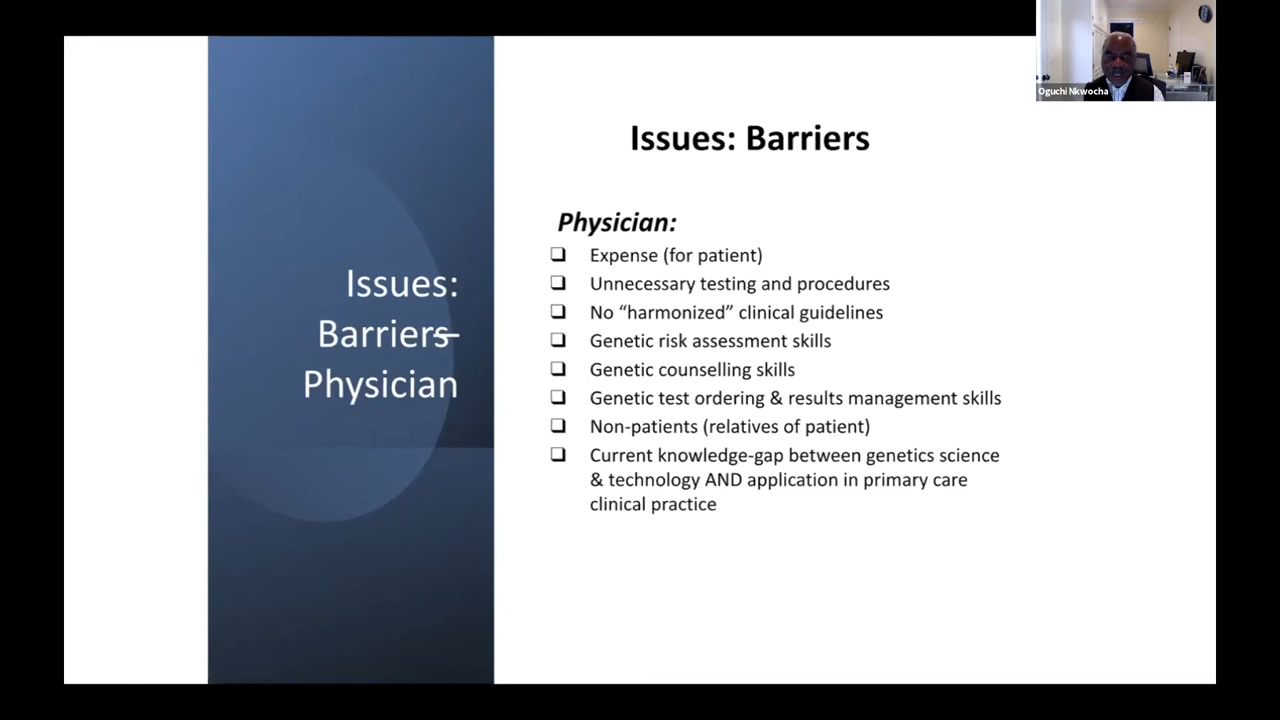 Oguchi Nkwocha
Issues:
Barriers–
Physician
Issues: Barriers
Physician:
❑ Expense (for patient)
❑ Unnecessary testing and procedures
❑ No “harmonized” clinical guidelines
❑ Genetic risk assessment skills
❑ Genetic counselling skills
❑ Genetic test ordering & results management skills
❑ Non-patients (relatives of patient)
❑ Current knowledge-gap between genetics science
& technology AND application in primary care
clinical practice